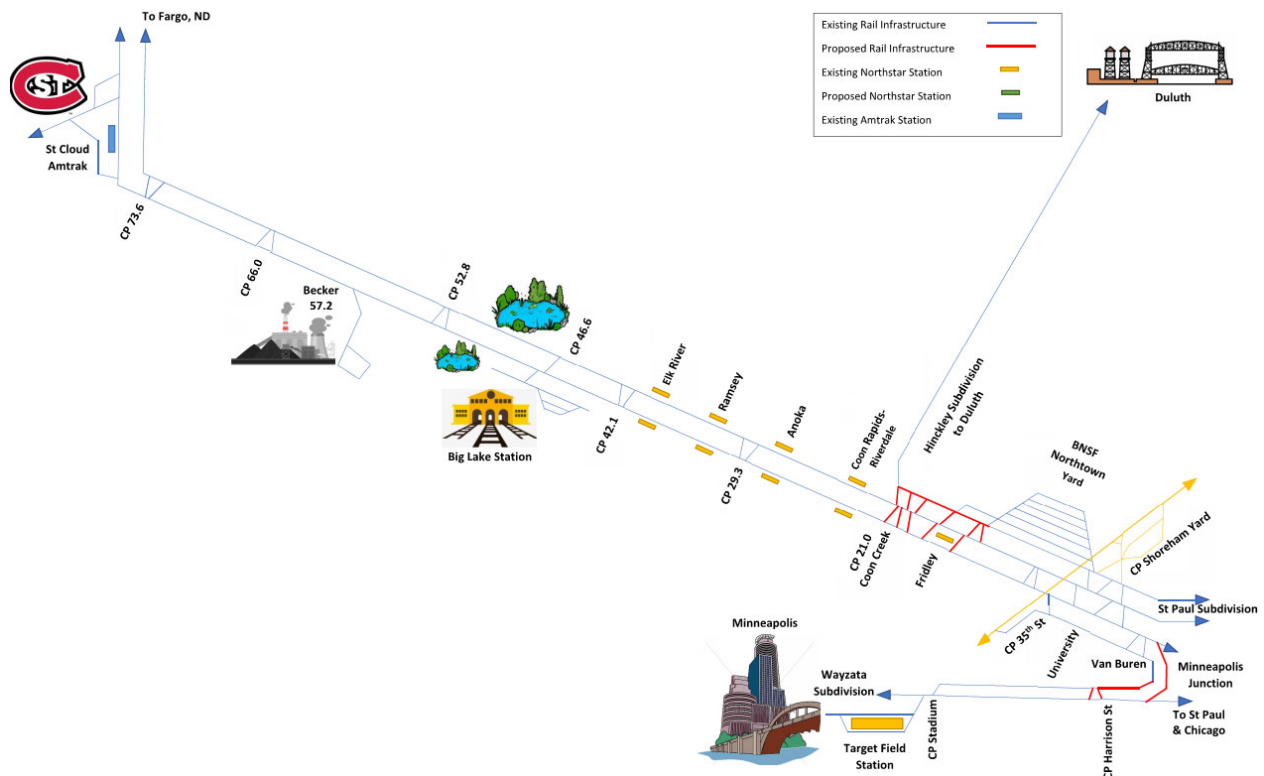 To Fargo, ND
Existing Rail Infrastructure
Proposed Rail Infrastructure
Existing Northstar Station
Proposed Northstar Station
Existing Amtrak Station
Duluth
ST
C
St Cloud
Amtrak
CP 73.6
CP 66.0
Becker
57.2
CP 52.8
CP 46.6
Big Lake Station
CP 42.1
Elk River
Ramsey
CP 29.3
Anoka
Coon Rapids-
Riverdale
Hinckley Subdivision
to Duluth
BNSF
Northtown
Yard
CP 21.0
Coon Creek
Fridley
CP Shoreham Yard
St Paul Subdivision
CP 35th St
University
Van Buren
Minneapolis
Junction
Minneapolis
Wayzata
Subdivision
CP Stadium
CP Harrison St
To St Paul
& Chicago
Target Field
Station